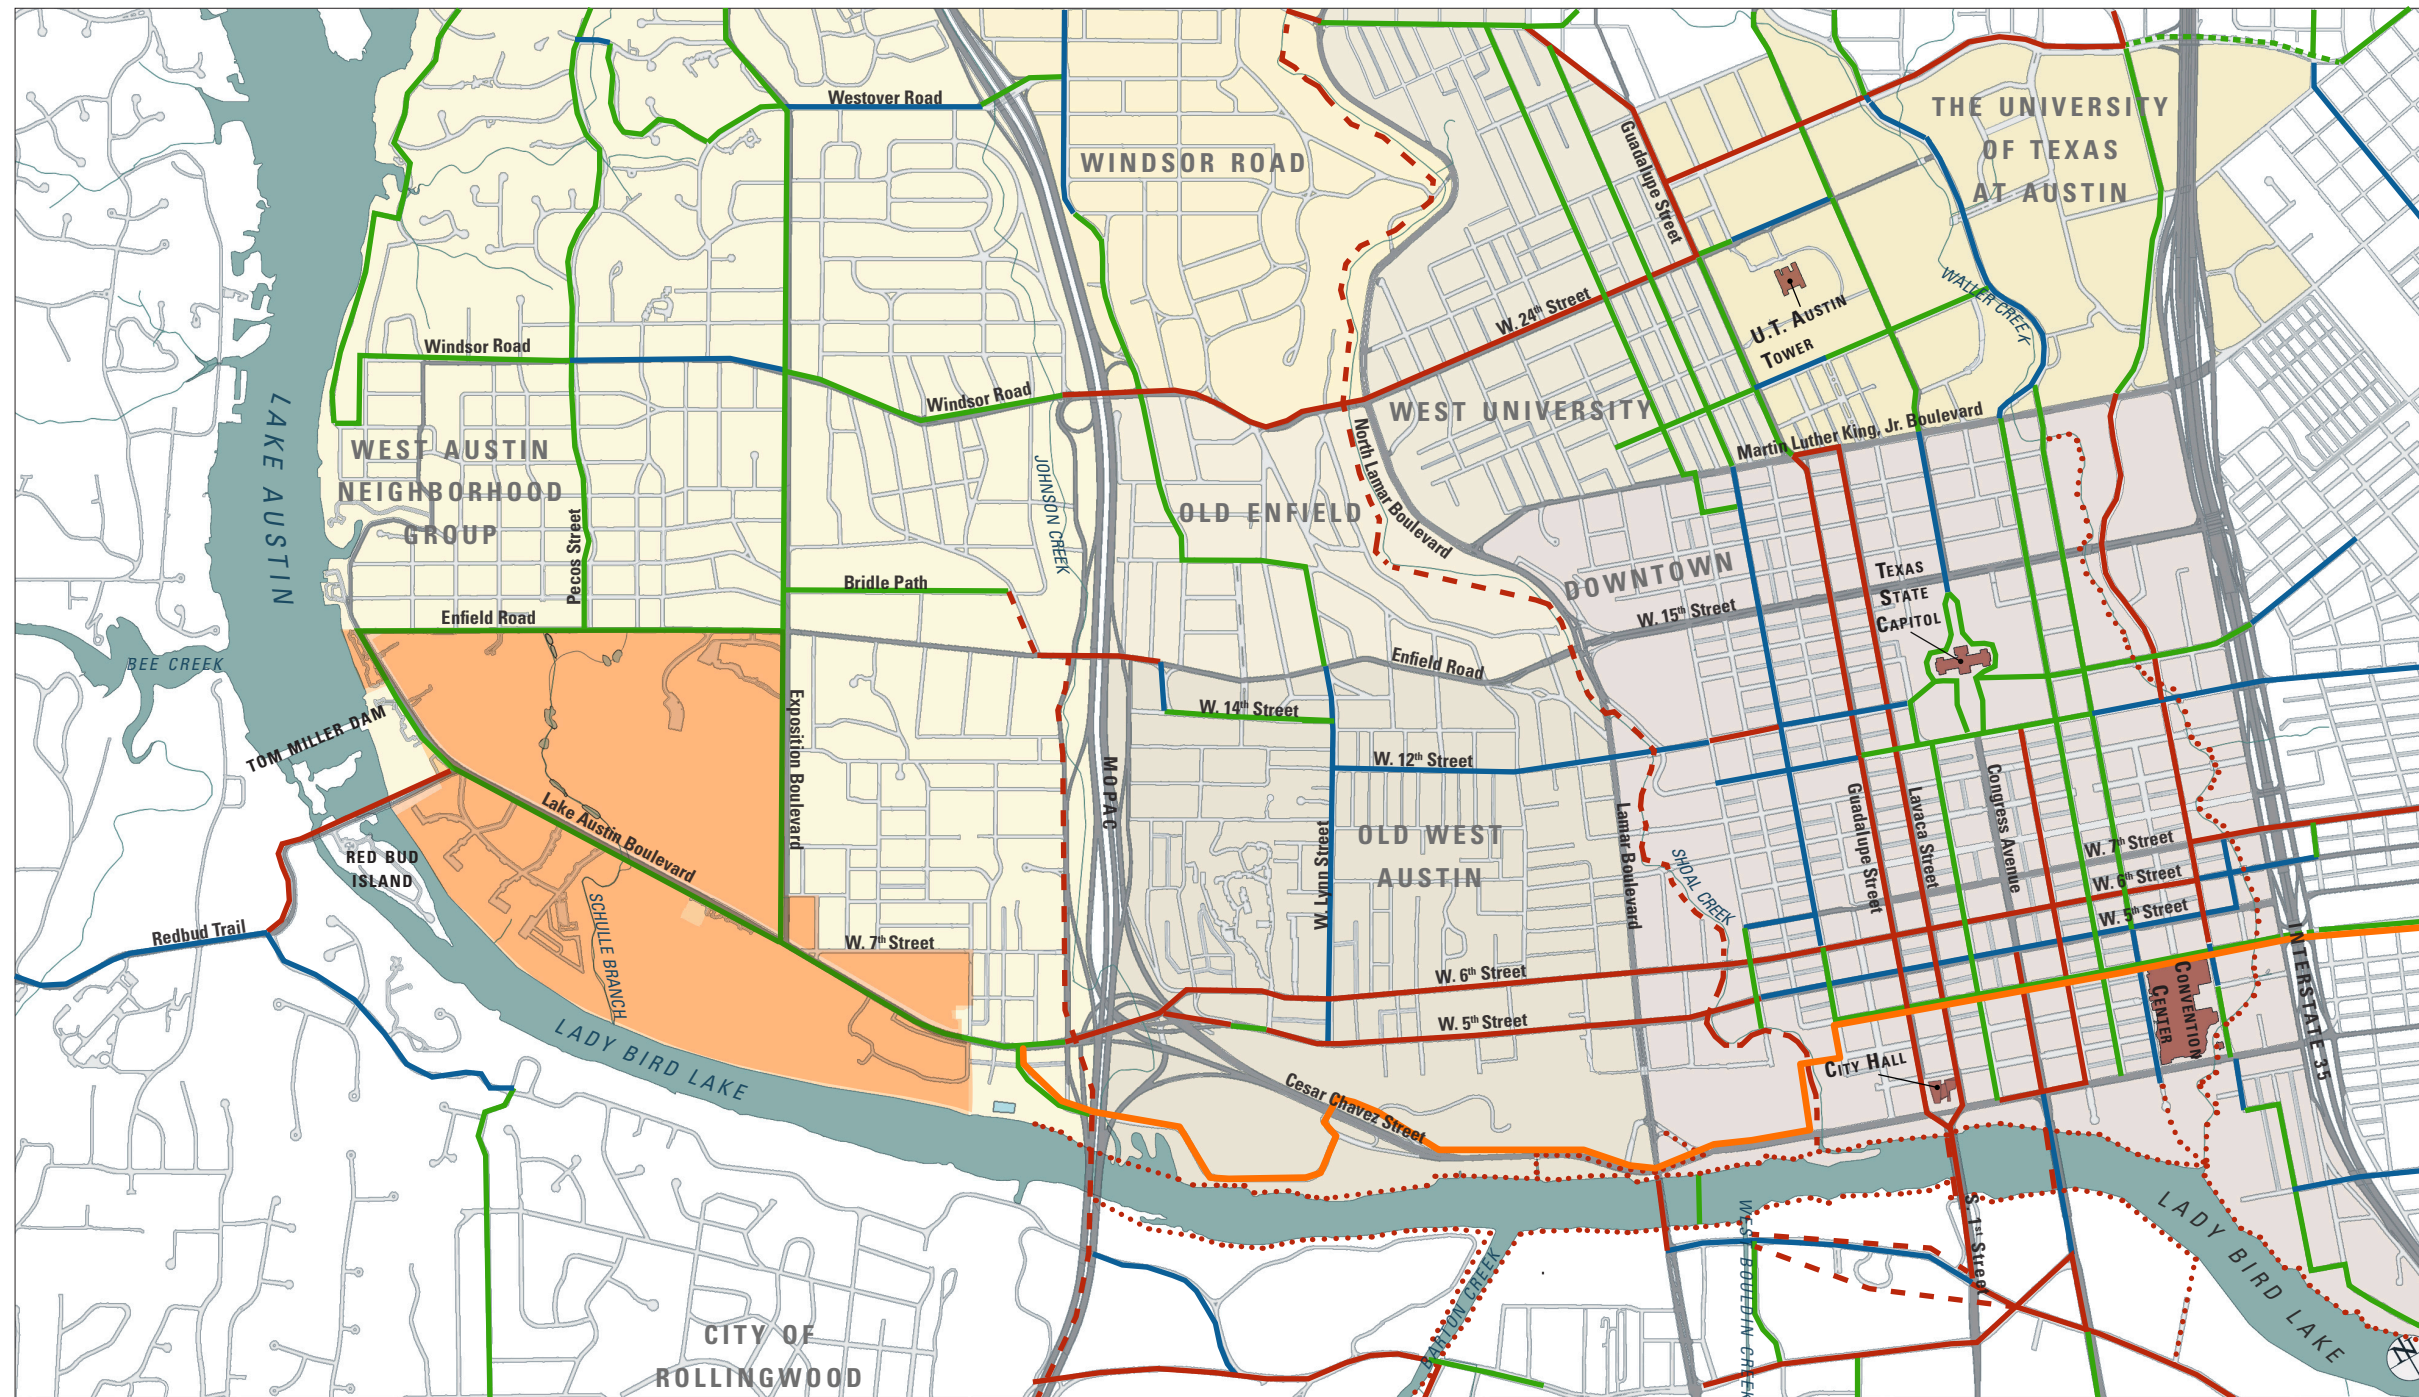 Westover Road
WINDSOR ROAD
Guadalupe Street
THE UNIVERSITY
OF TEXAS
AT AUSTIN
WALLER CREEK
U.T. AUSTIN
TOWER
W. 24th Street
Windsor Road
Windsor Road
LAKE AUSTIN
WEST AUSTIN
NEIGHBORHOOD
GROUP
Pecos Street
JOHNSON CREEK
OLD ENFIELD
North Lamar Boulevard
WEST UNIVERSITY
Martin Luther King, Jr. Boulevard
DOWNTOWN
W. 15th Street
TEXAS
STATE
CAPITOL
Bridle Path
Enfield Road
Enfield Road
BEE CREEK
TOM MILLER DAM
Exposition Boulevard
W. 14th Street
W. 12th Street
MOPAC
Lake Austin Boulevard
RED BUD
ISLAND
Redbud Trail
SCHULLE BRANCH
W. 7th Street
W. Lynn Street
OLD WEST
AUSTIN
Lamar Boulevard
SHOAL CREEK
Guadalupe Street
Lavaca Street
Congress Avenue
W. 7th Street
W. 6th Street
W. 5th Street
W. 6th Street
W. 5th Street
CONVENTION
CENTER
INTERSTATE 35
CITY HALL
LADY BIRD LAKE
Cesar Chavez Street
S. 1st Street
LADY BIRD LAKE
WEST BOULDIN CREEK
BARTON CREEK
CITY OF
ROLLINGWOOD
N